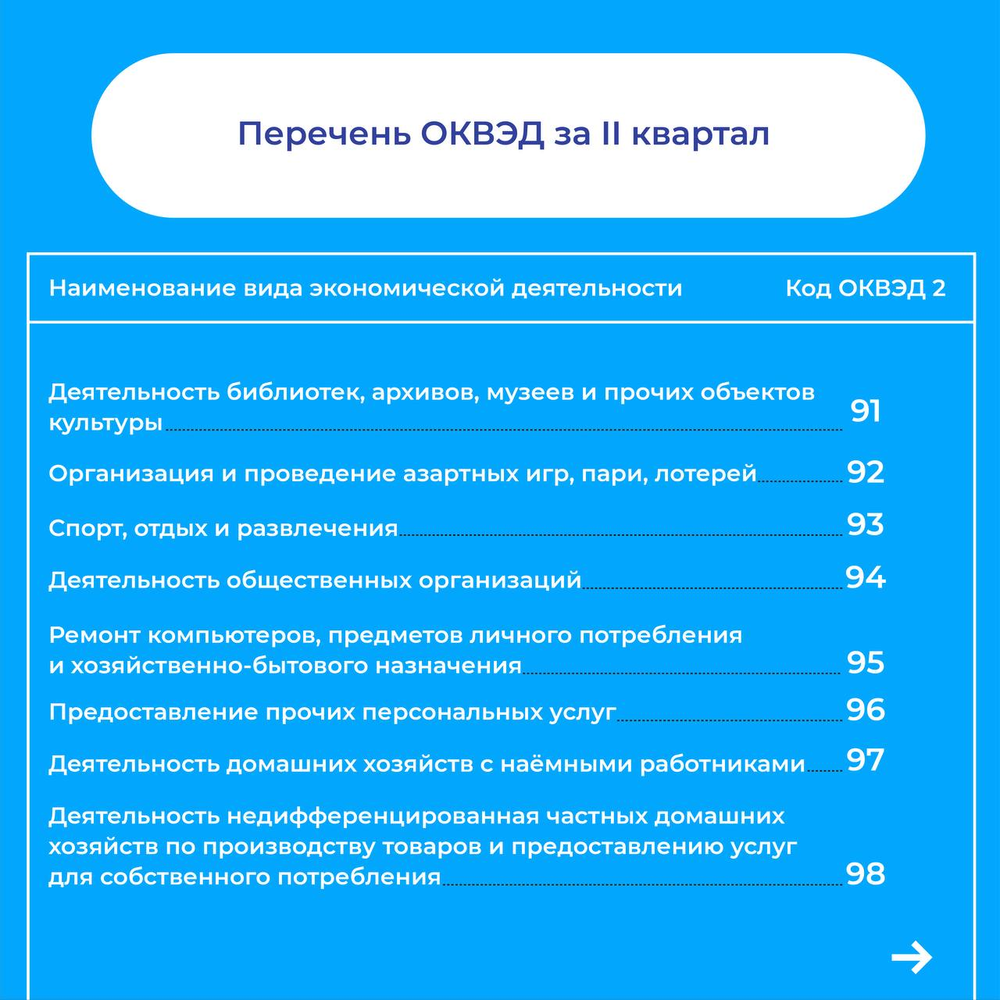 Перечень ОКВЭД за II квартал
Наименование вида экономической деятельности Код ОКВЭД 2
Деятельность библиотек, архивов, музеев и прочих объектов
культуры 91
Организация и проведение азартных игр, пари, лотерей 92
Спорт, отдых и развлечения 93
Деятельность общественных организаций 94
Ремонт компьютеров, предметов личного потребления
и хозяйственно-бытового назначения 95
Предоставление прочих персональных услуг 96
Деятельность домашних хозяйств с наёмными работниками 97
Деятельность недифференцированная частных домашних
хозяйств по производству товаров и предоставлению услуг
для собственного потребления 98